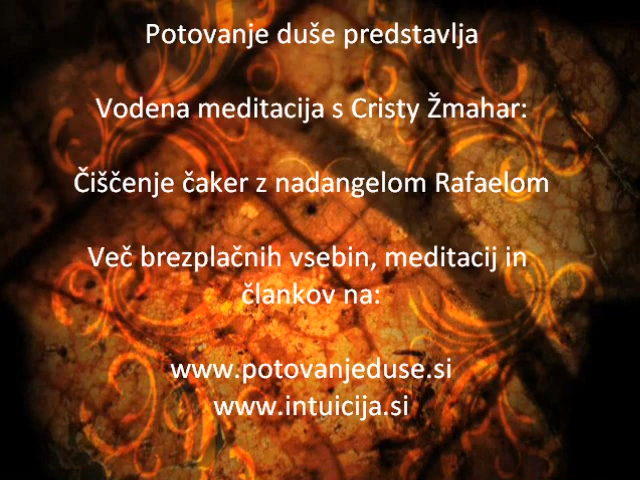 Potovanje duše predstavlja
Vodena meditacija s Cristy Žmahar:
Čiščenje čaker z nadangelom Rafaelom
Več brezplačnih vsebin, meditacij in
člankov na:
www.potovanjeduse.si
www.intuicija.si